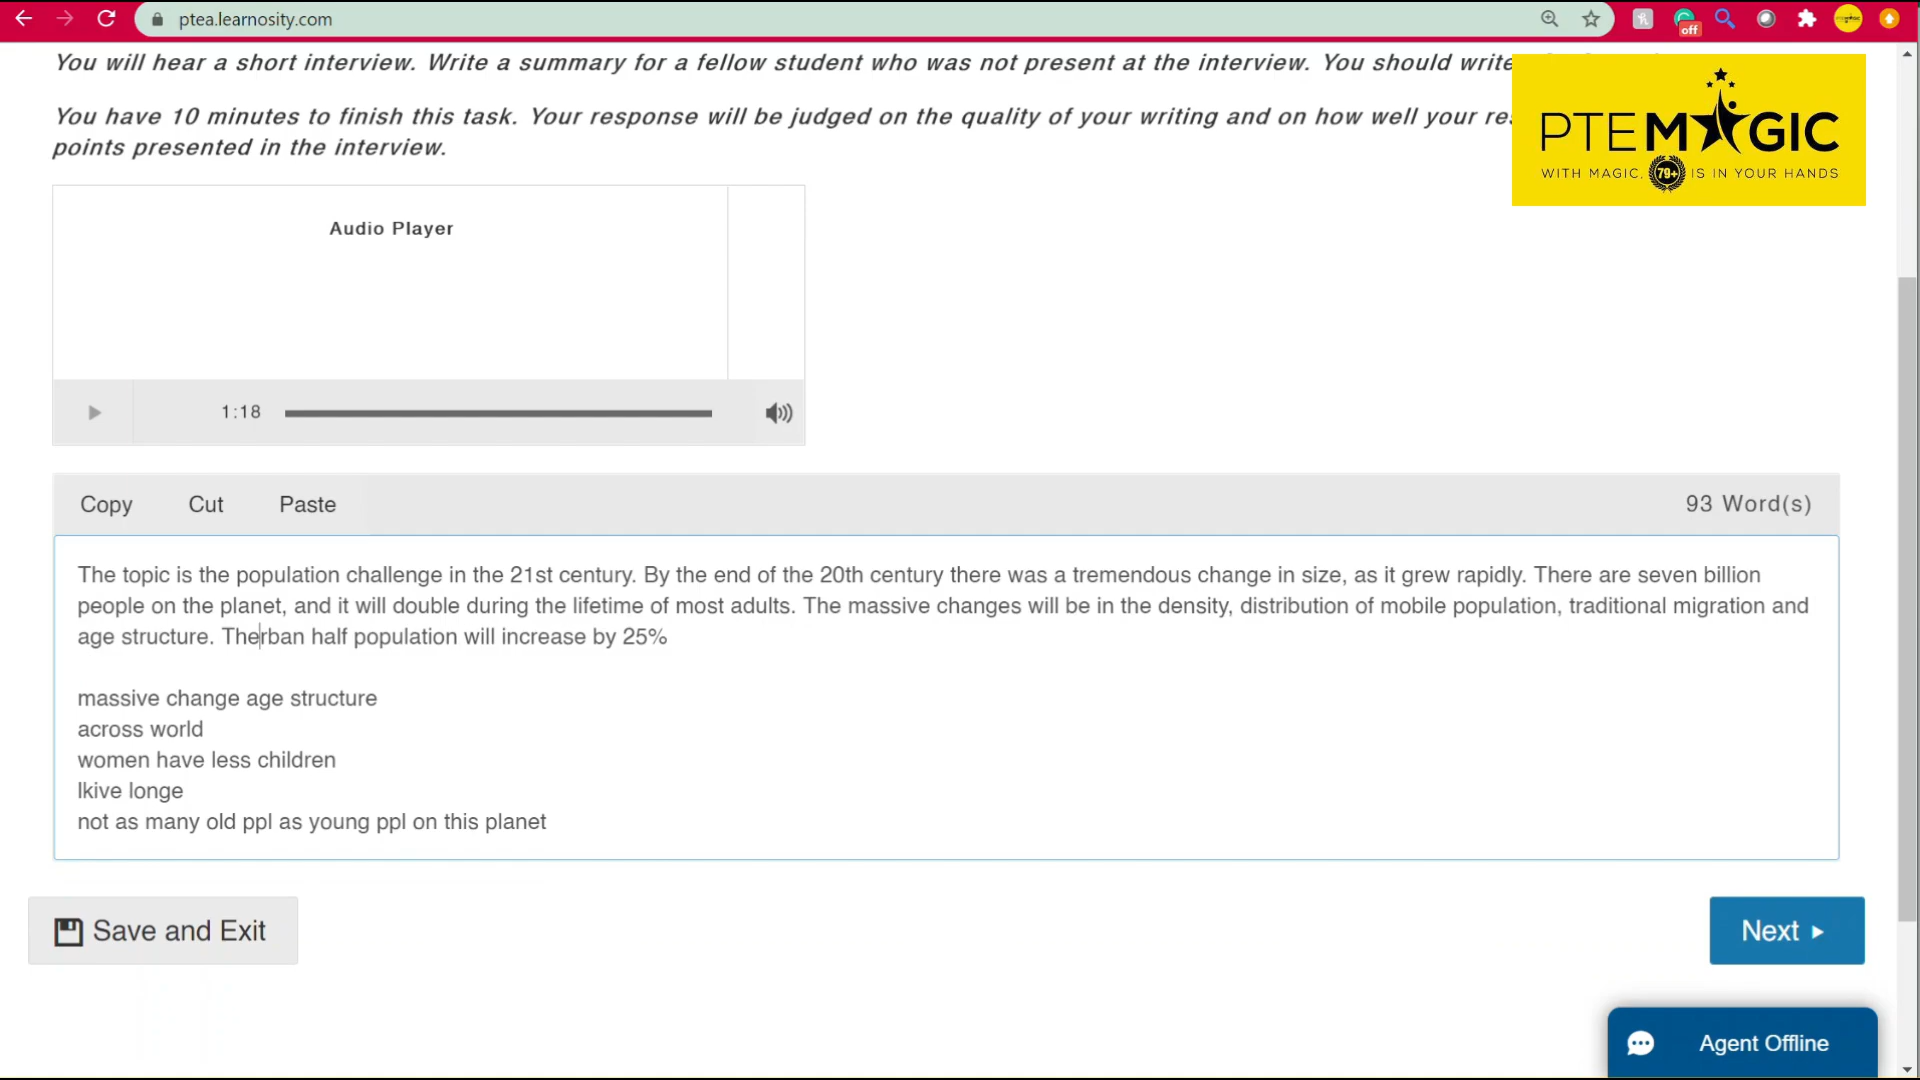 ptea.learnosity.com
off
You will hear a short interview. Write a summary for a fellow student who was not present at the interview. You should write
You have 10 minutes to finish this task. Your response will be judged on the quality of your writing and on how well your
points presented in the interview.
PTEMAGIC
WITH MAGIC, 79+ IS IN YOUR HANDS
Audio Player
1:18
Copy Cut Paste 93 Word(s)
The topic is the population challenge in the 21st century. By the end of the 20th century there was a tremendous change in size, as it grew rapidly. There are seven billion
people on the planet, and it will double during the lifetime of most adults. The massive changes will be in the density, distribution of mobile population, traditional migration and
age structure. Therban half population will increase by 25%
massive change age structure
across world
women have less children
lkive longe
not as many old ppl as young ppl on this planet
Save and Exit
Next
Agent Offline